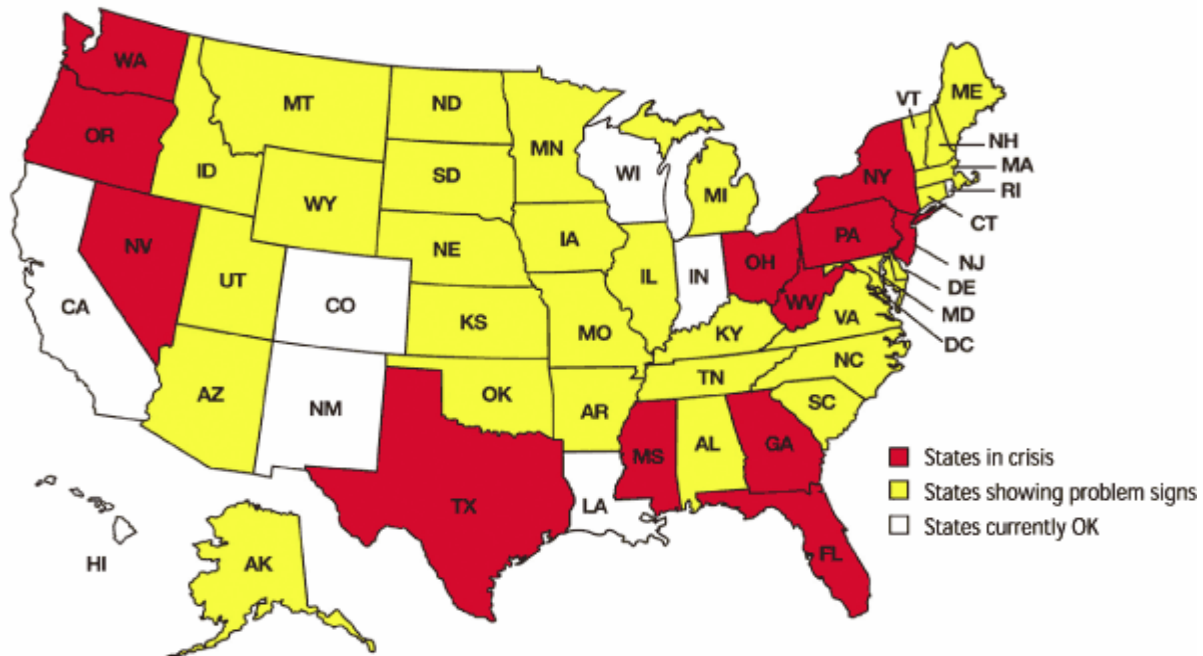 WA
MT
ND
MN
VT
ME
OR
ID
SD
WI
NH
MA
WY
MI
NY
RI
CT
NV
NE
IA
PA
NJ
UT
CO
IL
IN
OH
DE
CA
KS
MO
WV
MD
KY
VA
DC
AZ
NM
OK
AR
TN
NC
SC
MS
AL
GA
States in crisis
TX
LA
States showing problem signs
FL
States currently OK
HI
AK